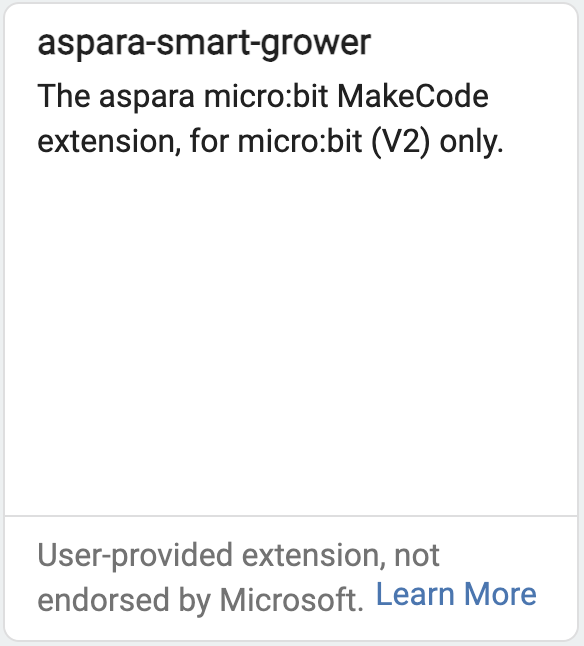 aspara-smart-grower
The aspara micro:bit MakeCode
extension, for micro:bit (V2) only.
User-provided extension, not
endorsed by Microsoft. Learn More